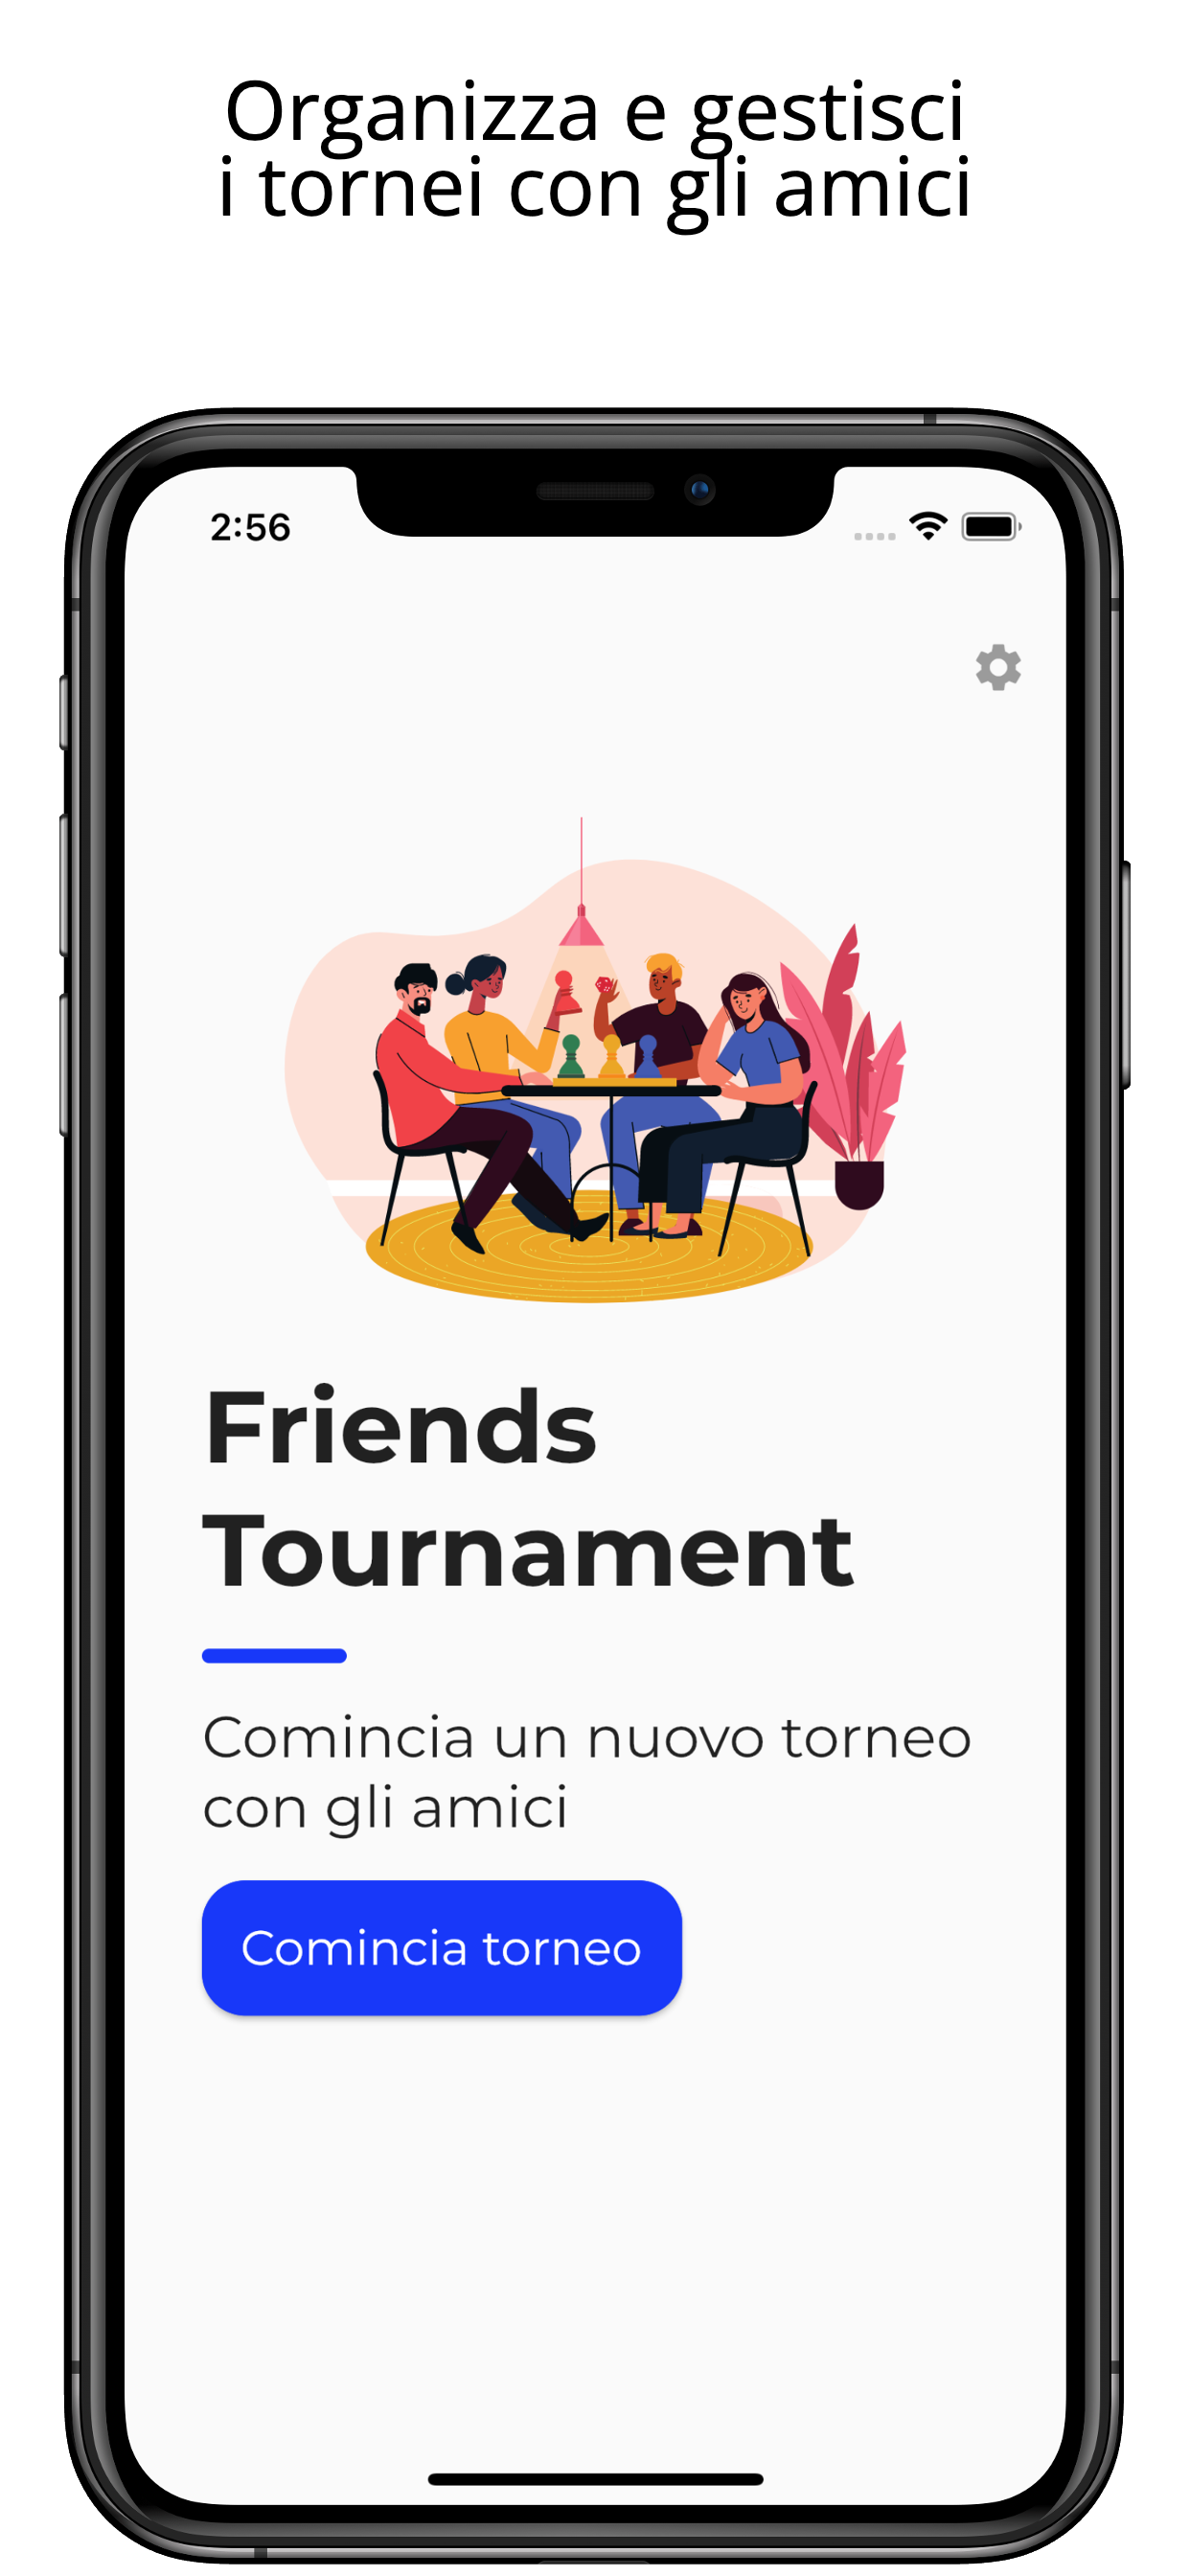 Organizza e gestisci
i tornei con gli amici
2:56
Friends
Tournament
Comincia un nuovo torneo
con gli amici
Comincia torneo